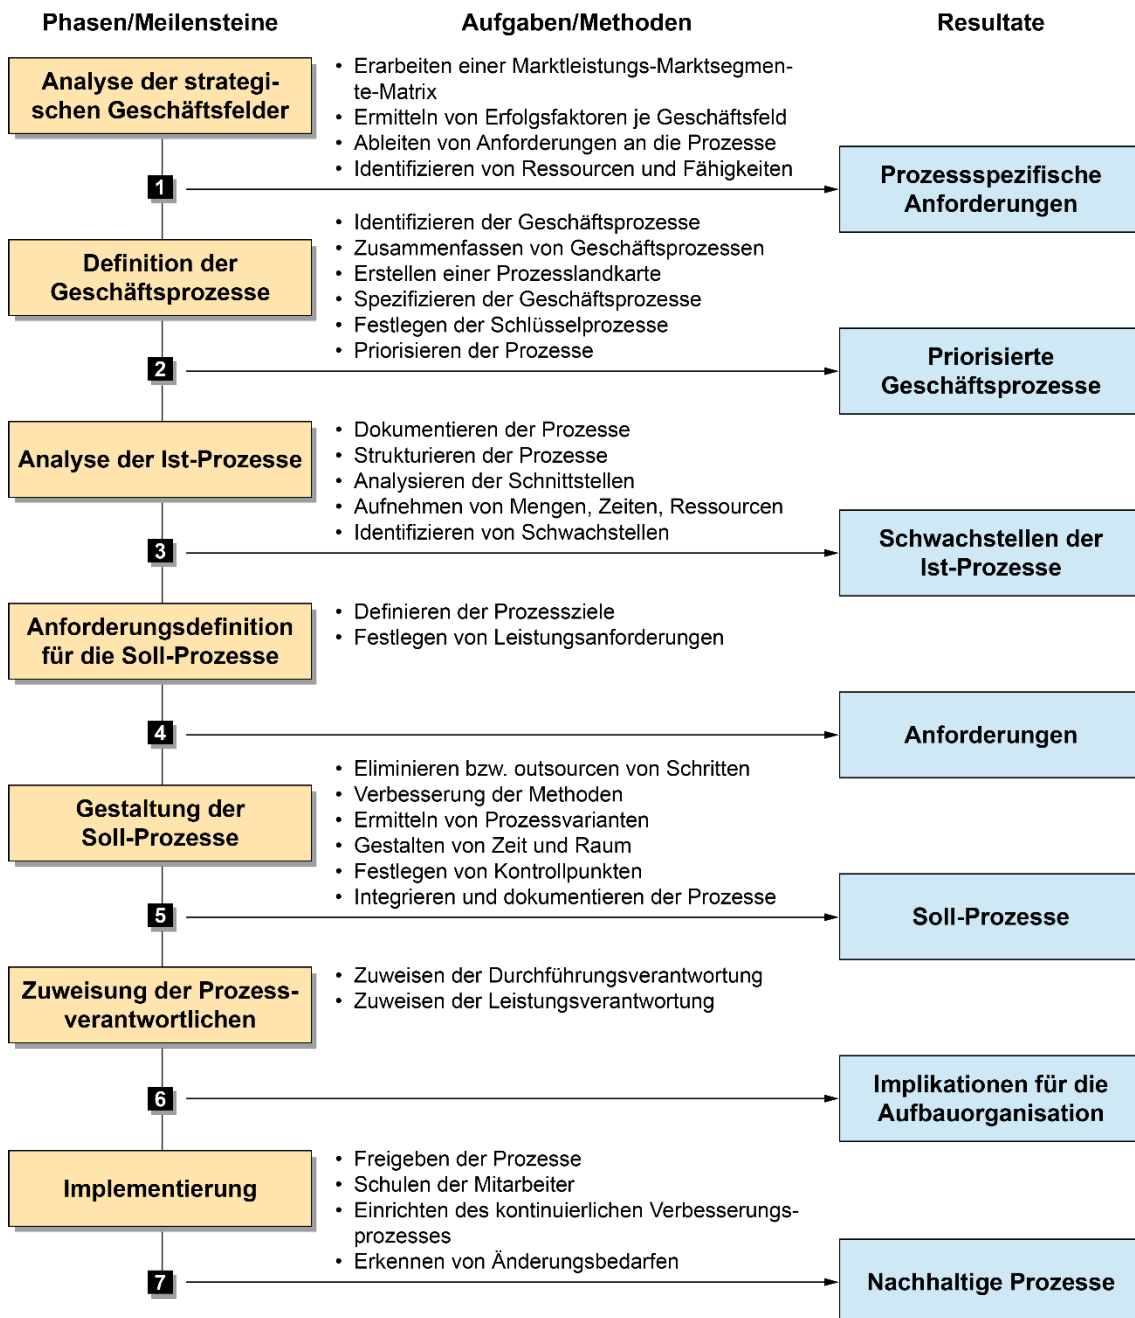 Phasen/Meilensteine
Aufgaben/Methoden
Resultate
Analyse der strategi-
schen Geschäftsfelder
• Erarbeiten einer Marktleistungs-Marktsegmen-
te-Matrix
• Ermitteln von Erfolgsfaktoren je Geschäftsfeld
• Ableiten von Anforderungen an die Prozesse
• Identifizieren von Ressourcen und Fähigkeiten
1
Prozessspezifische
Anforderungen
Definition der
Geschäftsprozesse
• Identifizieren der Geschäftsprozesse
• Zusammenfassen von Geschäftsprozessen
• Erstellen einer Prozesslandkarte
• Spezifizieren der Geschäftsprozesse
• Festlegen der Schlüsselprozesse
• Priorisieren der Prozesse
2
Priorisierte
Geschäftsprozesse
Analyse der Ist-Prozesse
• Dokumentieren der Prozesse
• Strukturieren der Prozesse
• Analysieren der Schnittstellen
• Aufnehmen von Mengen, Zeiten, Ressourcen
• Identifizieren von Schwachstellen
3
Schwachstellen der
Ist-Prozesse
Anforderungsdefinition
für die Soll-Prozesse
• Definieren der Prozessziele
• Festlegen von Leistungsanforderungen
4
Anforderungen
Gestaltung der
Soll-Prozesse
• Eliminieren bzw. outsourcen von Schritten
• Verbesserung der Methoden
• Ermitteln von Prozessvarianten
• Gestalten von Zeit und Raum
• Festlegen von Kontrollpunkten
• Integrieren und dokumentieren der Prozesse
5
Soll-Prozesse
Zuweisung der Prozess-
verantwortlichen
• Zuweisen der Durchführungsverantwortung
• Zuweisen der Leistungsverantwortung
6
Implikationen für die
Aufbauorganisation
Implementierung
• Freigeben der Prozesse
• Schulen der Mitarbeiter
• Einrichten des kontinuierlichen Verbesserungs-
prozesses
• Erkennen von Änderungsbedarfen
7
Nachhaltige Prozesse